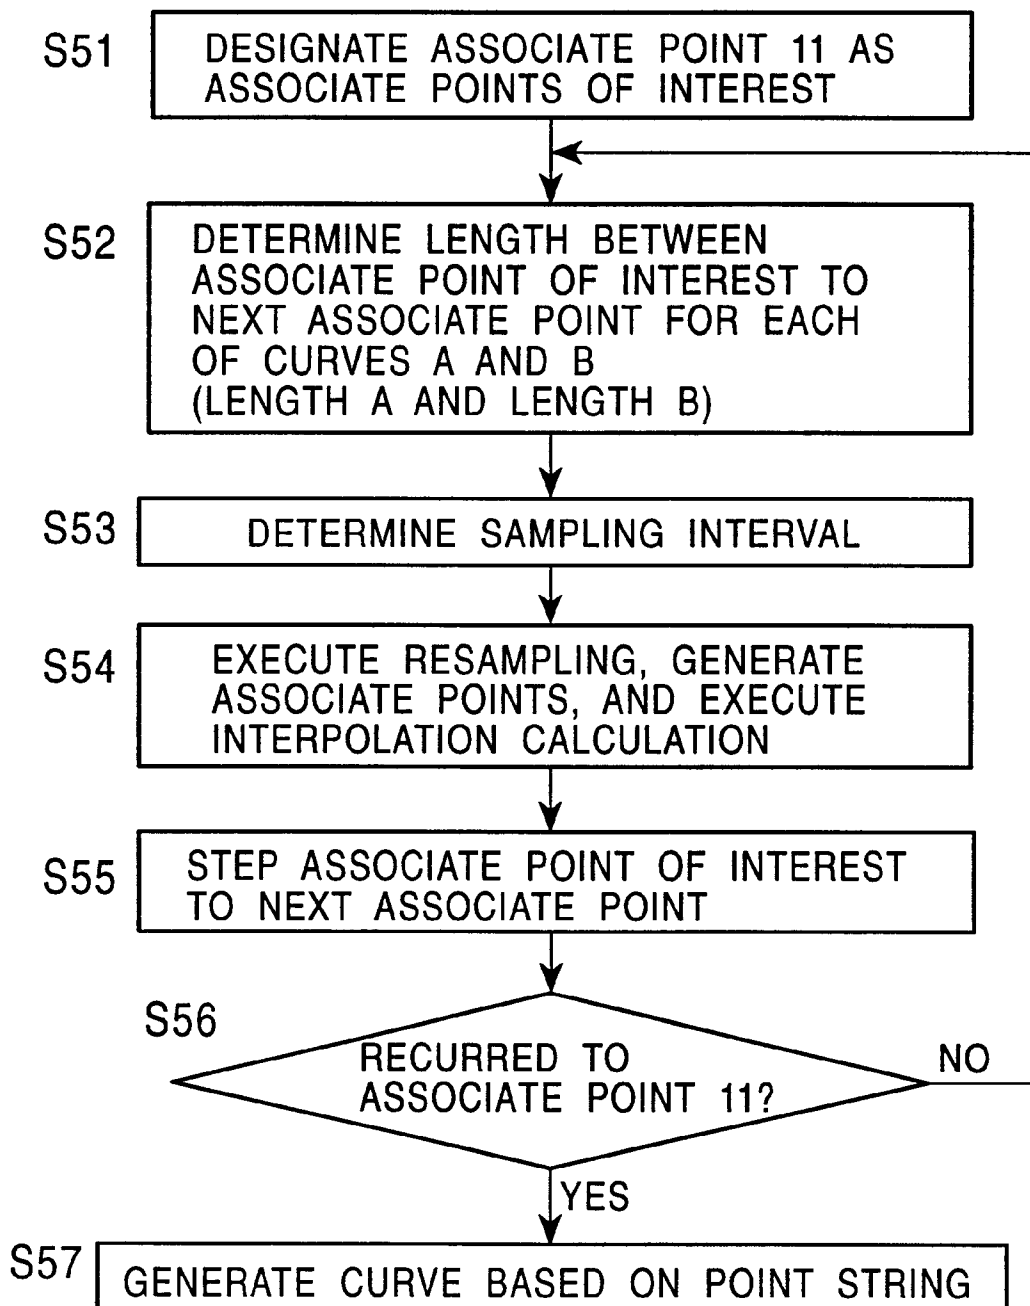 S51
DESIGNATE ASSOCIATE POINT 11 AS
ASSOCIATE POINTS OF INTEREST
S52
DETERMINE LENGTH BETWEEN
ASSOCIATE POINT OF INTEREST TO
NEXT ASSOCIATE POINT FOR EACH
OF CURVES A AND B
(LENGTH A AND LENGTH B)
S53
DETERMINE SAMPLING INTERVAL
S54
EXECUTE RESAMPLING, GENERATE
ASSOCIATE POINTS, AND EXECUTE
INTERPOLATION CALCULATION
S55
STEP ASSOCIATE POINT OF INTEREST
TO NEXT ASSOCIATE POINT
S56
RECURRED TO
ASSOCIATE POINT 11?
NO
YES
S57
GENERATE CURVE BASED ON POINT STRING